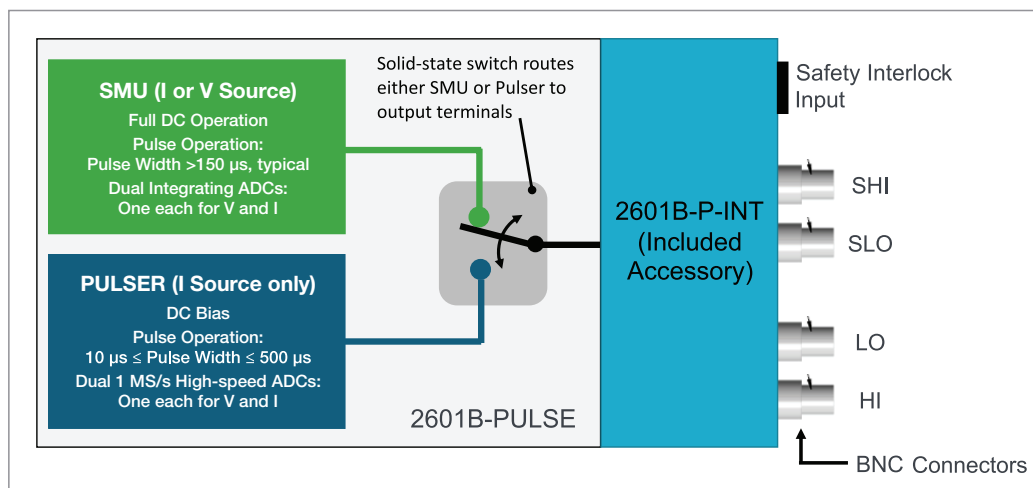 SMU (I or V Source)
Full DC Operation
Pulse Operation:
Pulse Width >150 µs, typical
Dual Integrating ADCs:
One each for V and I
PULSER (I Source only)
DC Bias
Pulse Operation:
10 µs ≤ Pulse Width ≤ 500 µs
Dual 1 MS/s High-speed ADCs:
One each for V and I
Solid-state switch routes
either SMU or Pulser to
output terminals
2601B-PULSE
2601B-P-INT
(Included
Accessory)
Safety Interlock
Input
SHI
SLO
LO
HI
BNC Connectors